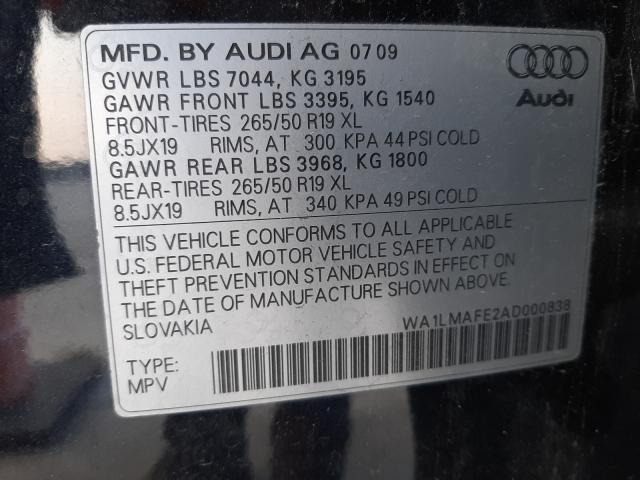 MFD. BY AUDI AG 07 09
GVWR LBS 7044, KG 3195
GAWR FRONT LBS 3395, KG 1540
FRONT-TIRES 265/50 R19 XL
8.5JX19 RIMS, AT 300 KPA 44 PSI COLD
GAWR REAR LBS 3968, KG 1800
REAR-TIRES 265/50 R19 XL
8.5JX19 RIMS, AT 340 KPA 49 PSI COLD
Audi
THIS VEHICLE CONFORMS TO ALL APPLICABLE
U.S. FEDERAL MOTOR VEHICLE SAFETY AND
THEFT PREVENTION STANDARDS IN EFFECT ON
THE DATE OF MANUFACTURE SHOWN ABOVE.
SLOVAKIA
WA1LMAFE2AD000838
TYPE:
MPV